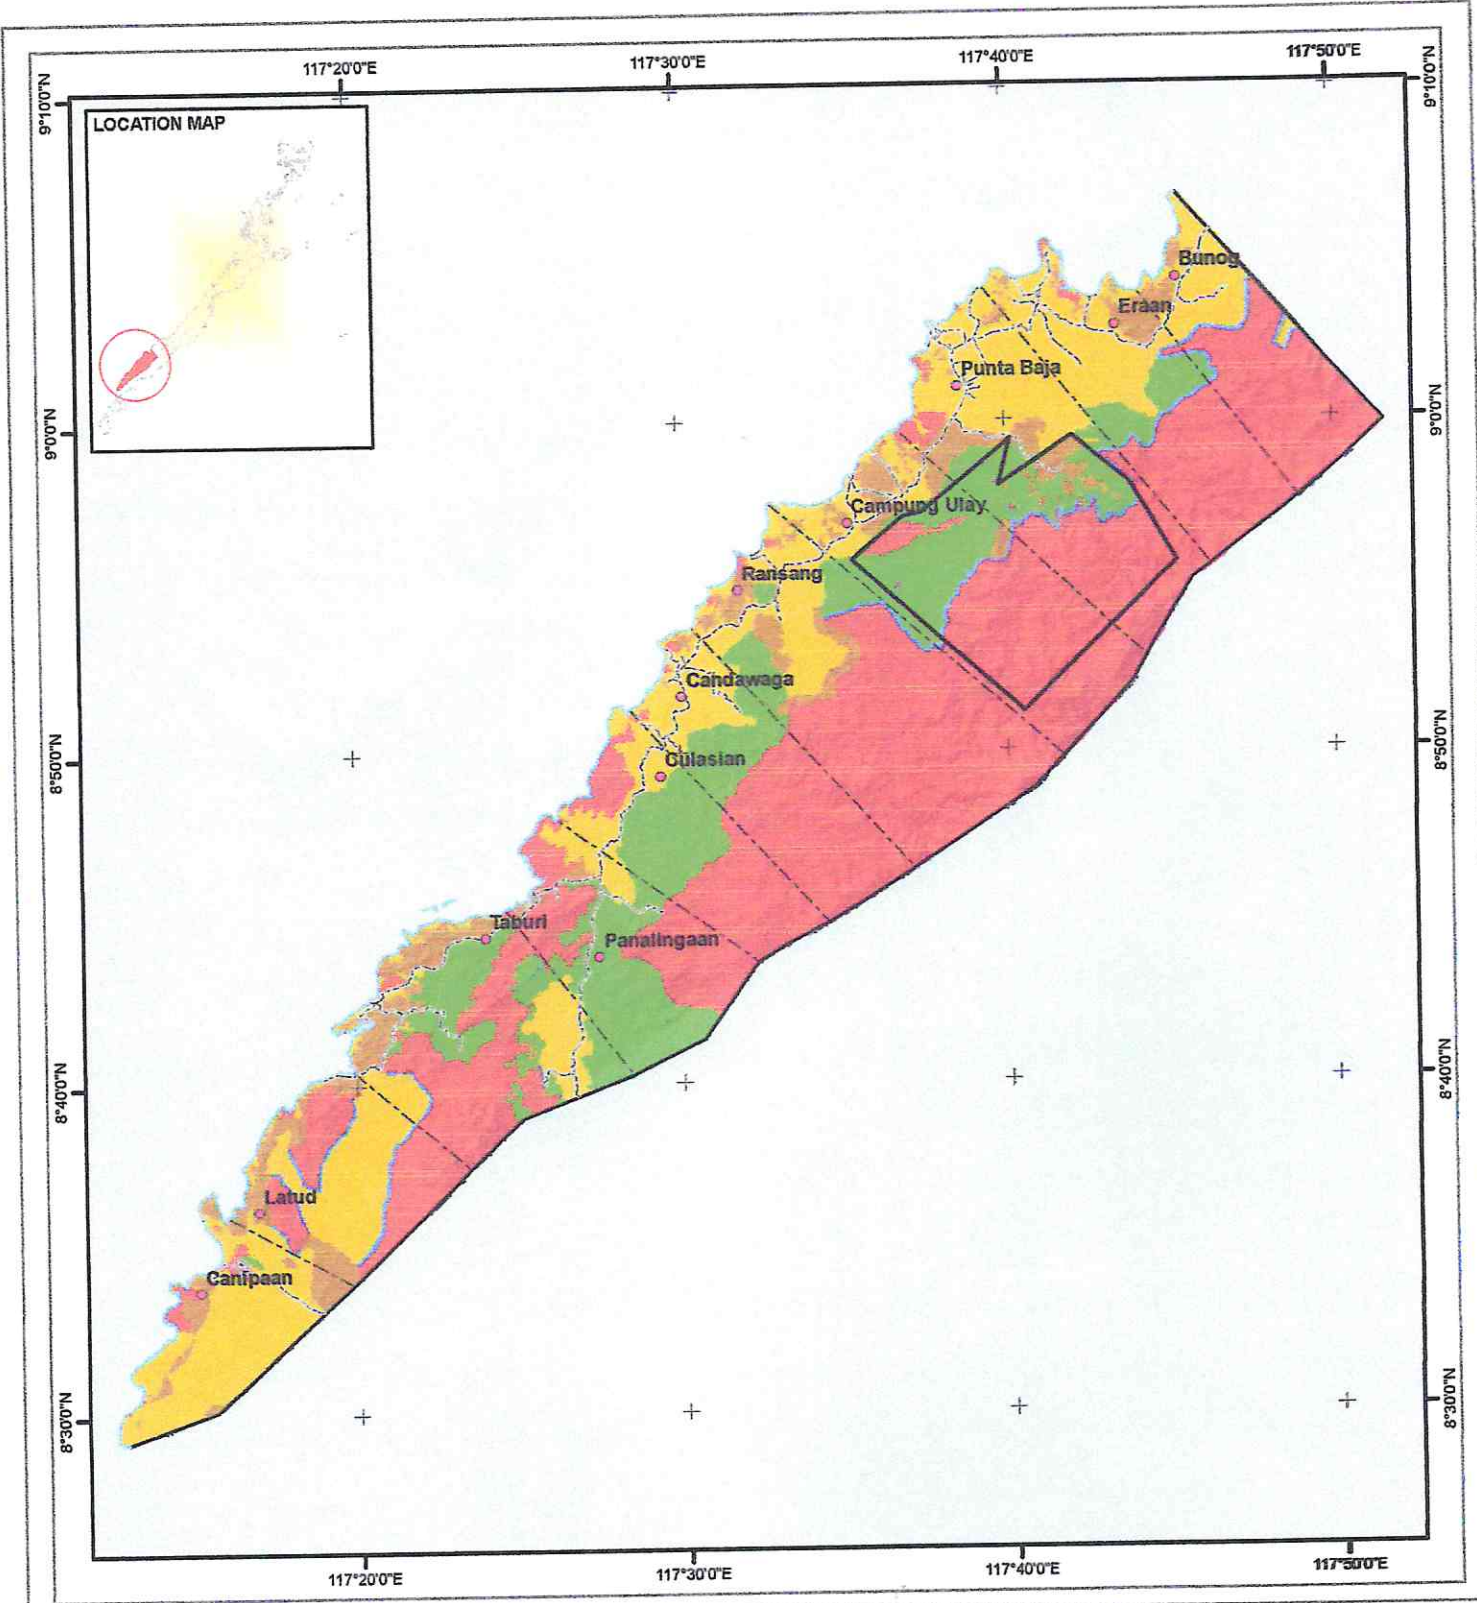 117°20'0"E
117°30'0"E
117°40'0"E
117°50'0"E
9°10'0"N
9°10'0"N
LOCATION MAP
Bunog
Eraan
Punta Baja
9°0'0"N
9°0'0"N
Campung Ulay
Ransang
Candawaga
Culasian
8°50'0"N
8°50'0"N
Taburi
Panalingaan
8°40'0"N
8°40'0"N
Latud
Canipaan
8°30'0"N
8°30'0"N
117°20'0"E
117°30'0"E
117°40'0"E
117°50'0"E